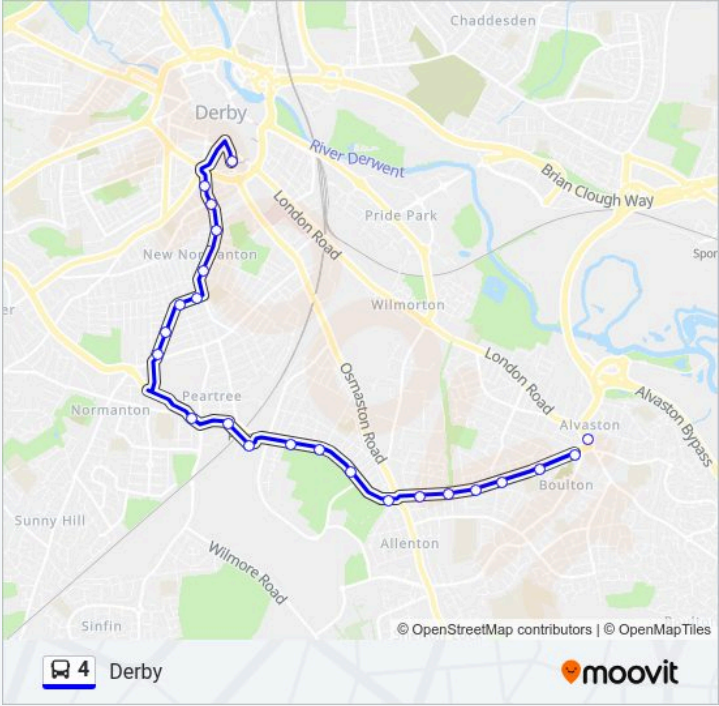 Chaddesden
Derby
River Derwent
Brian Clough Way
London Road
Pride Park
New Normanton
Spor
er
Wilmorton
London Road
Osmaston Road
Peartree
Normanton
Alvaston Bypass
Alvaston
Boulton
Sunny Hill
Allenton
Wilmore Road
Sinfin
© OpenStreetMap contributors | © OpenMapTiles
4 Derby
moovit